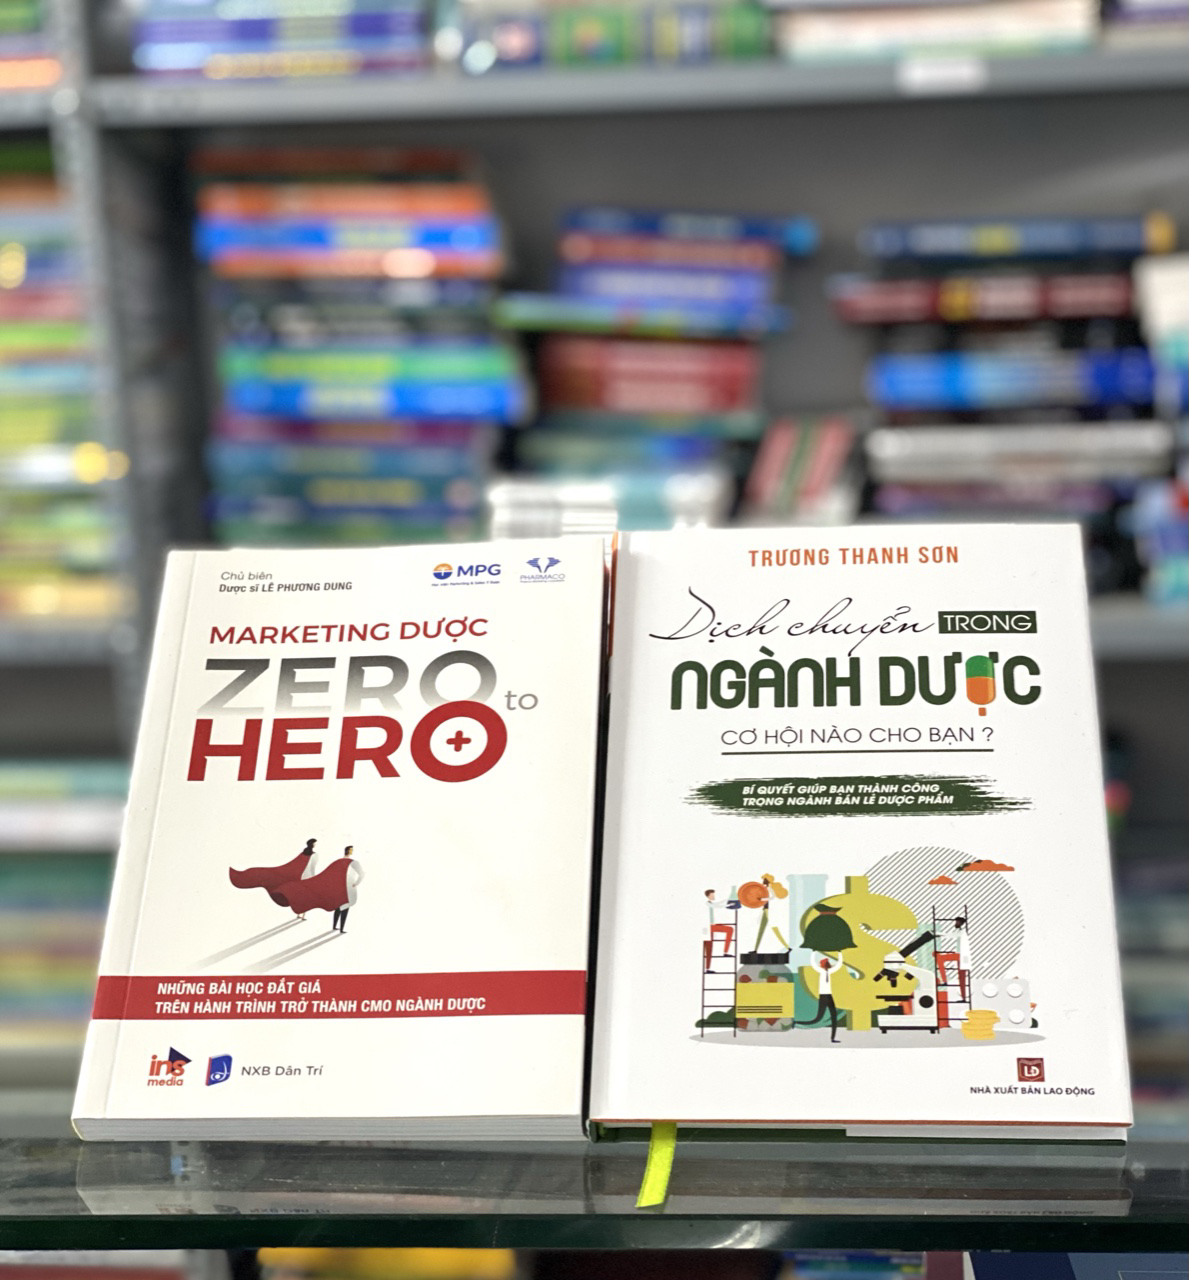 Chủ biên
Dược sĩ LÊ PHƯƠNG DUNG
MPG
PHARMACO
MARKETING DƯỢC
ZERO to
HERO
NHỮNG BÀI HỌC ĐẮT GIÁ
TRÊN HÀNH TRÌNH TRỞ THÀNH CMO NGÀNH DƯỢC
ins
media
NXB Dân Trí
TRƯƠNG THANH SƠN
Dịch chuyển TRONG
NGÀNH DƯỢC
CƠ HỘI NÀO CHO BẠN ?
BÍ QUYẾT GIÚP BẠN THÀNH CÔNG
TRONG NGÀNH BÁN LẺ DƯỢC PHẨM
LĐ
NHÀ XUẤT BẢN LAO ĐỘNG